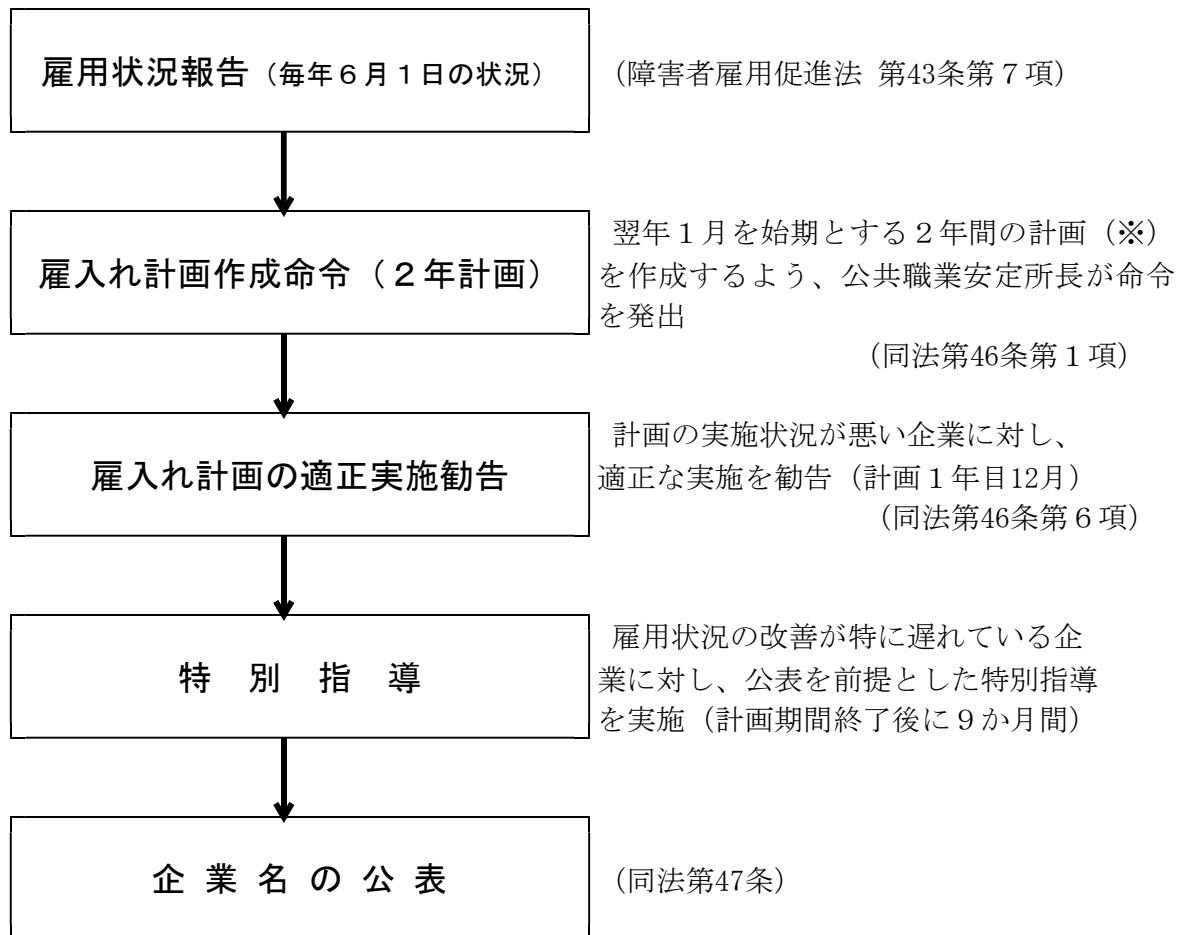 雇用状況報告（毎年６月１日の状況）
（障害者雇用促進法 第43条第７項）
雇入れ計画作成命令（２年計画）
翌年１月を始期とする２年間の計画（※）
を作成するよう、公共職業安定所長が命令
を発出
（同法第46条第１項）
雇入れ計画の適正実施勧告
計画の実施状況が悪い企業に対し、
適正な実施を勧告（計画１年目12月）
（同法第46条第６項）
特 別 指 導
雇用状況の改善が特に遅れている企
業に対し、公表を前提とした特別指導
を実施（計画期間終了後に９か月間）
企 業 名 の 公 表
（同法第47条）